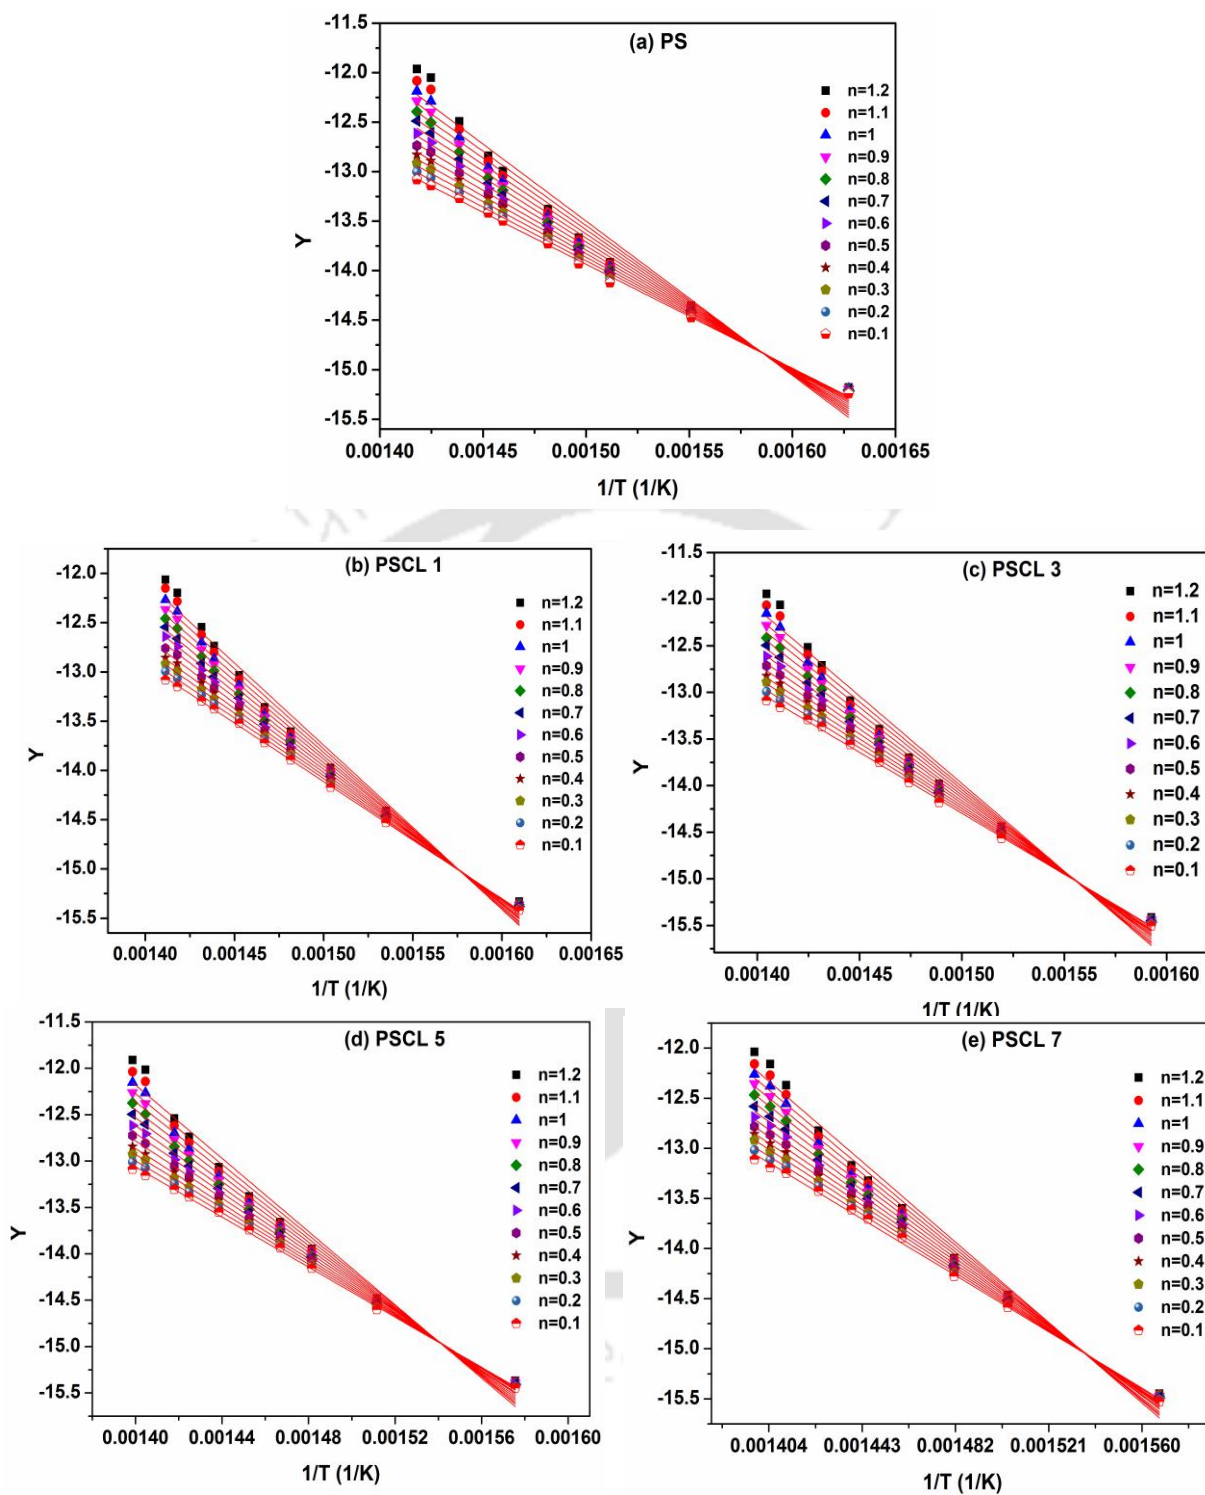 (a) PS
-11.5
-12.0
-12.5
-13.0
-13.5
-14.0
-14.5
-15.0
-15.5
Y
n=1.2
n=1.1
n=1
n=0.9
n=0.8
n=0.7
n=0.6
n=0.5
n=0.4
n=0.3
n=0.2
n=0.1
0.00140 0.00145 0.00150 0.00155 0.00160 0.00165
1/T (1/K)
(b) PSCL 1
-12.0
-12.5
-13.0
-13.5
-14.0
-14.5
-15.0
-15.5
Y
n=1.2
n=1.1
n=1
n=0.9
n=0.8
n=0.7
n=0.6
n=0.5
n=0.4
n=0.3
n=0.2
n=0.1
0.00140 0.00145 0.00150 0.00155 0.00160 0.00165
1/T (1/K)
(c) PSCL 3
-11.5
-12.0
-12.5
-13.0
-13.5
-14.0
-14.5
-15.0
-15.5
Y
n=1.2
n=1.1
n=1
n=0.9
n=0.8
n=0.7
n=0.6
n=0.5
n=0.4
n=0.3
n=0.2
n=0.1
0.00140 0.00145 0.00150 0.00155 0.00160
1/T (1/K)
(d) PSCL 5
-11.5
-12.0
-12.5
-13.0
-13.5
-14.0
-14.5
-15.0
-15.5
Y
n=1.2
n=1.1
n=1
n=0.9
n=0.8
n=0.7
n=0.6
n=0.5
n=0.4
n=0.3
n=0.2
n=0.1
0.00140 0.00144 0.00148 0.00152 0.00156 0.00160
1/T (1/K)
(e) PSCL 7
-12.0
-12.5
-13.0
-13.5
-14.0
-14.5
-15.0
-15.5
Y
n=1.2
n=1.1
n=1
n=0.9
n=0.8
n=0.7
n=0.6
n=0.5
n=0.4
n=0.3
n=0.2
n=0.1
0.001404 0.001443 0.001482 0.001521 0.001560
1/T (1/K)